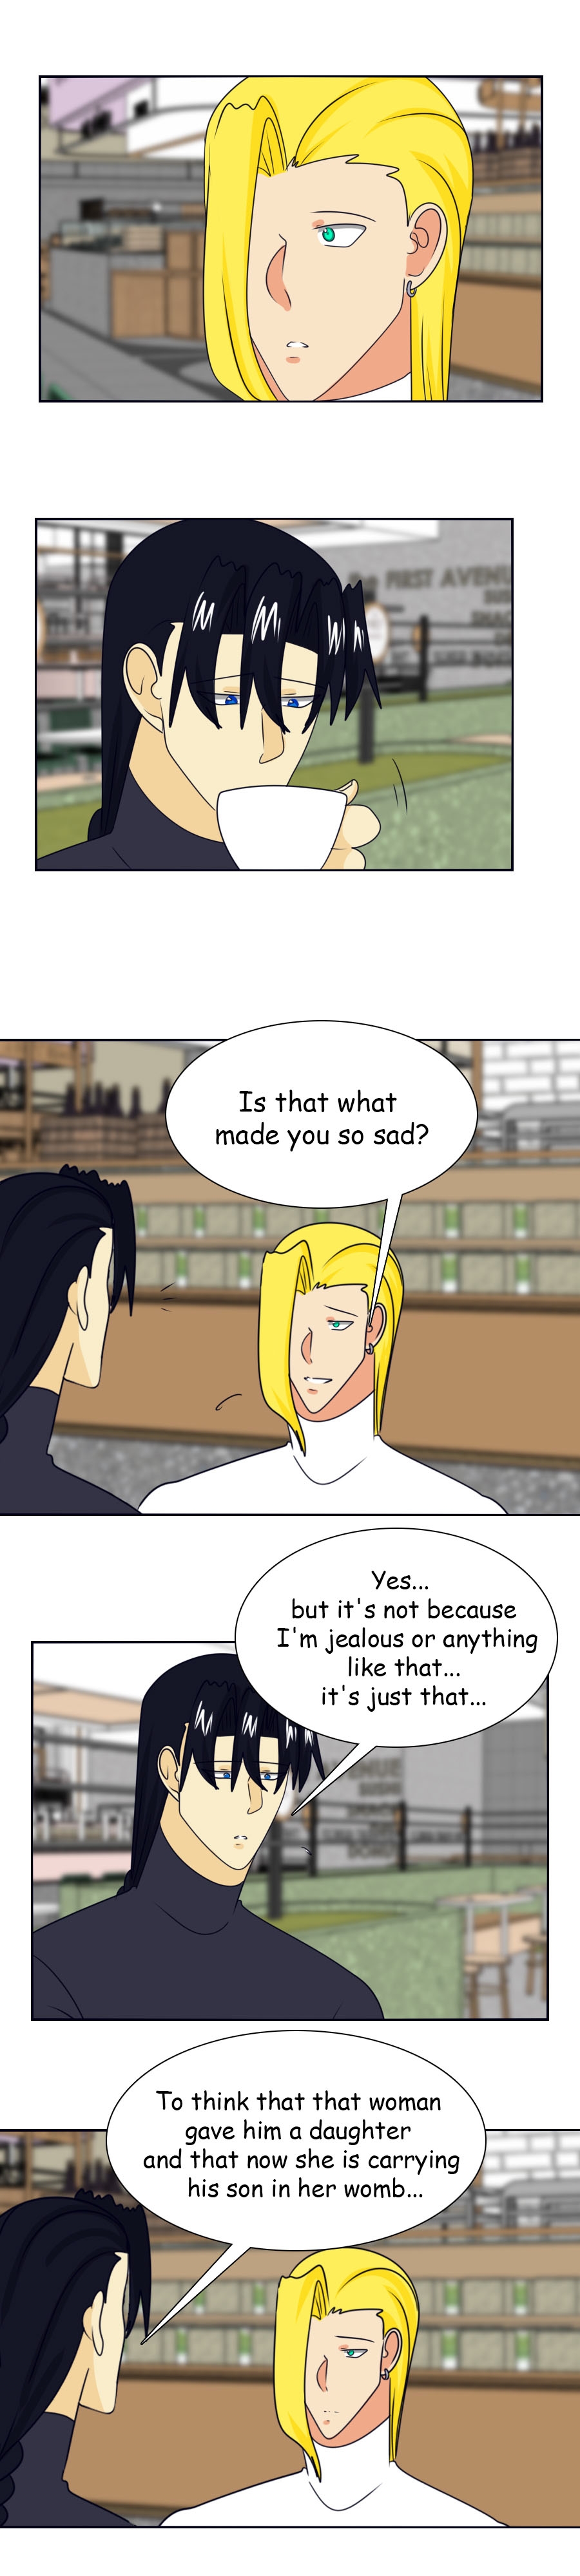 FIRST AVENU
Is that what
made you so sad?
Yes...
but it's not because
I'm jealous or anything
like that...
it's just that...
To think that that woman
gave him a daughter
and that now she is carrying
his son in her womb...